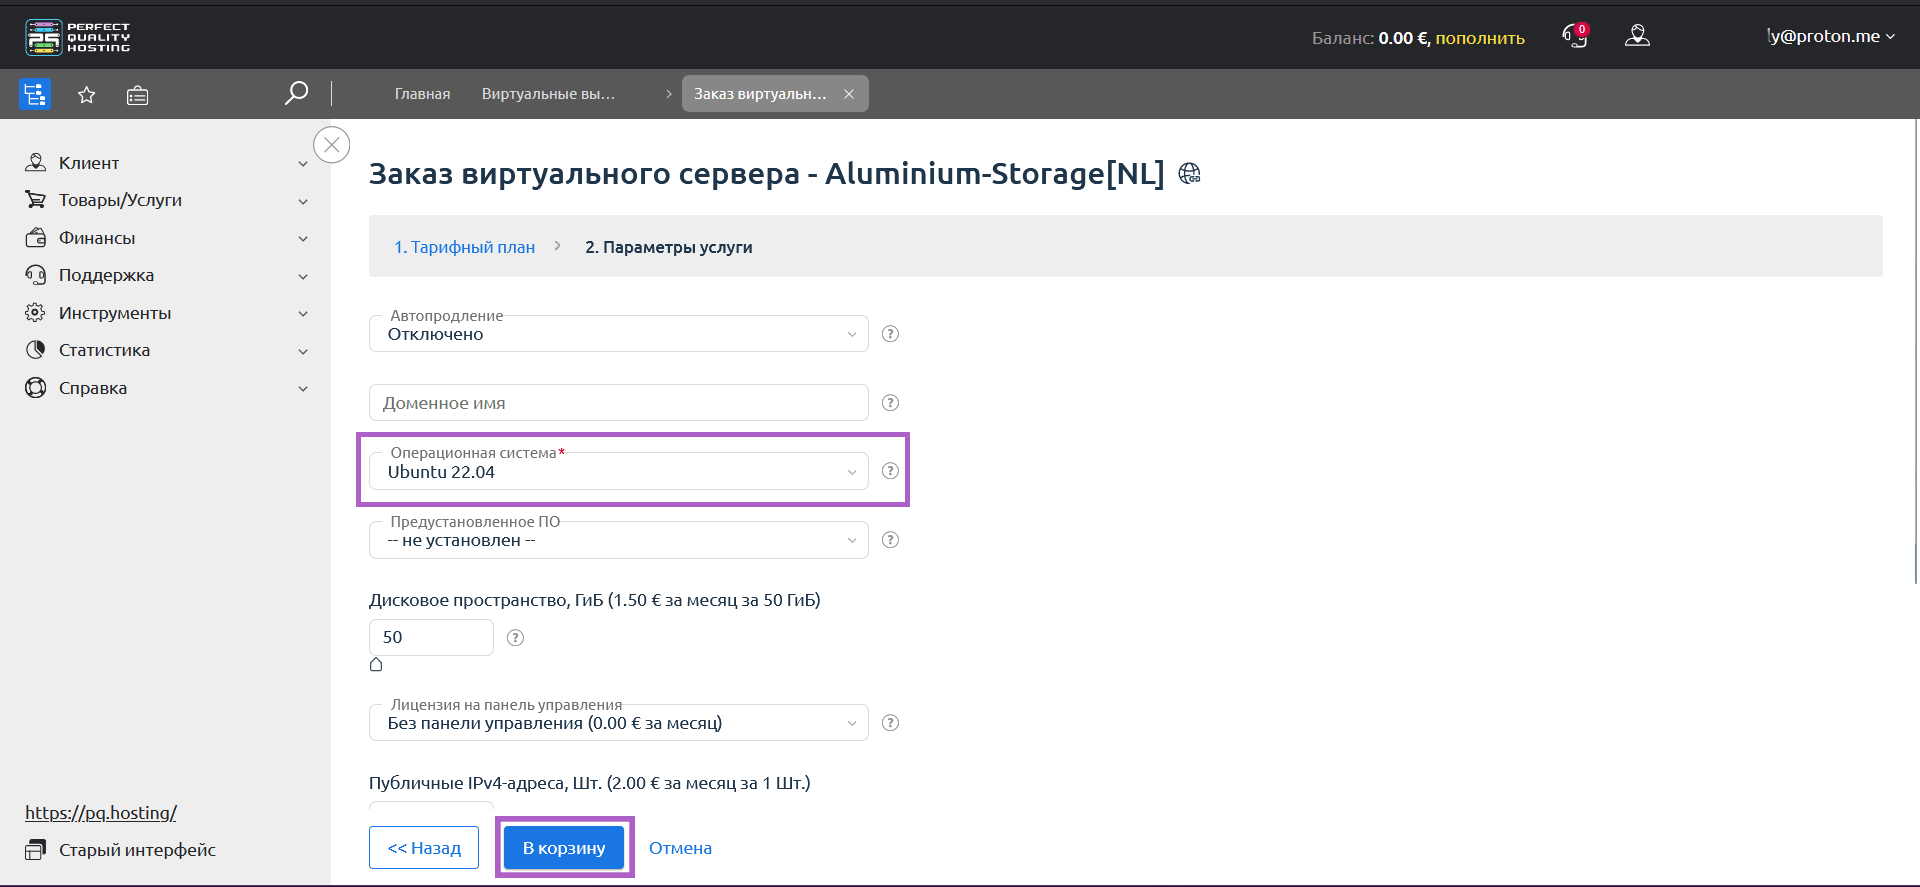 PERFECT
QUALITY
HOSTING
Баланс: 0.00 €, пополнить
0
ly@proton.me
Главная
Виртуальные вы...
Заказ виртуальн...
Клиент
Товары/Услуги
Финансы
Поддержка
Инструменты
Статистика
Справка
https://pq.hosting/
Старый интерфейс
Заказ виртуального сервера - Aluminium-Storage[NL]
1. Тарифный план
2. Параметры услуги
Автопродление
Отключено
?
Доменное имя
?
Операционная система*
Ubuntu 22.04
?
Предустановленное ПО
-- не установлен --
?
Дисковое пространство, ГиБ (1.50 € за месяц за 50 ГиБ)
50
?
Лицензия на панель управления
Без панели управления (0.00 € за месяц)
?
Публичные IPv4-адреса, Шт. (2.00 € за месяц за 1 Шт.)
<< Назад
В корзину
Отмена